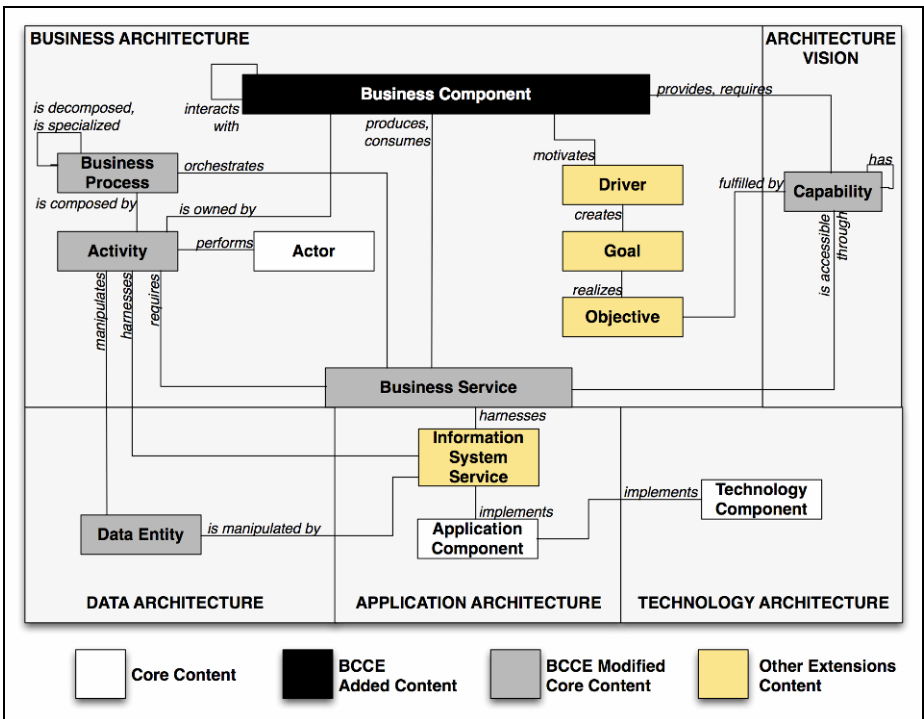 BUSINESS ARCHITECTURE
ARCHITECTURE
VISION
Business Component
interacts
with
provides, requires
is decomposed,
is specialized
produces,
consumes
has
Business
Process
orchestrates
motivates
Driver
fulfilled by
Capability
is composed by
is owned by
creates
Activity
performs
Actor
Goal
is accessible
through
manipulates
harnesses
requires
realizes
Objective
Business Service
harnesses
Information
System
Service
implements
Technology
Component
implements
Data Entity
is manipulated by
Application
Component
DATA ARCHITECTURE
APPLICATION ARCHITECTURE
TECHNOLOGY ARCHITECTURE
Core Content
BCCE
Added Content
BCCE Modified
Core Content
Other Extensions
Content